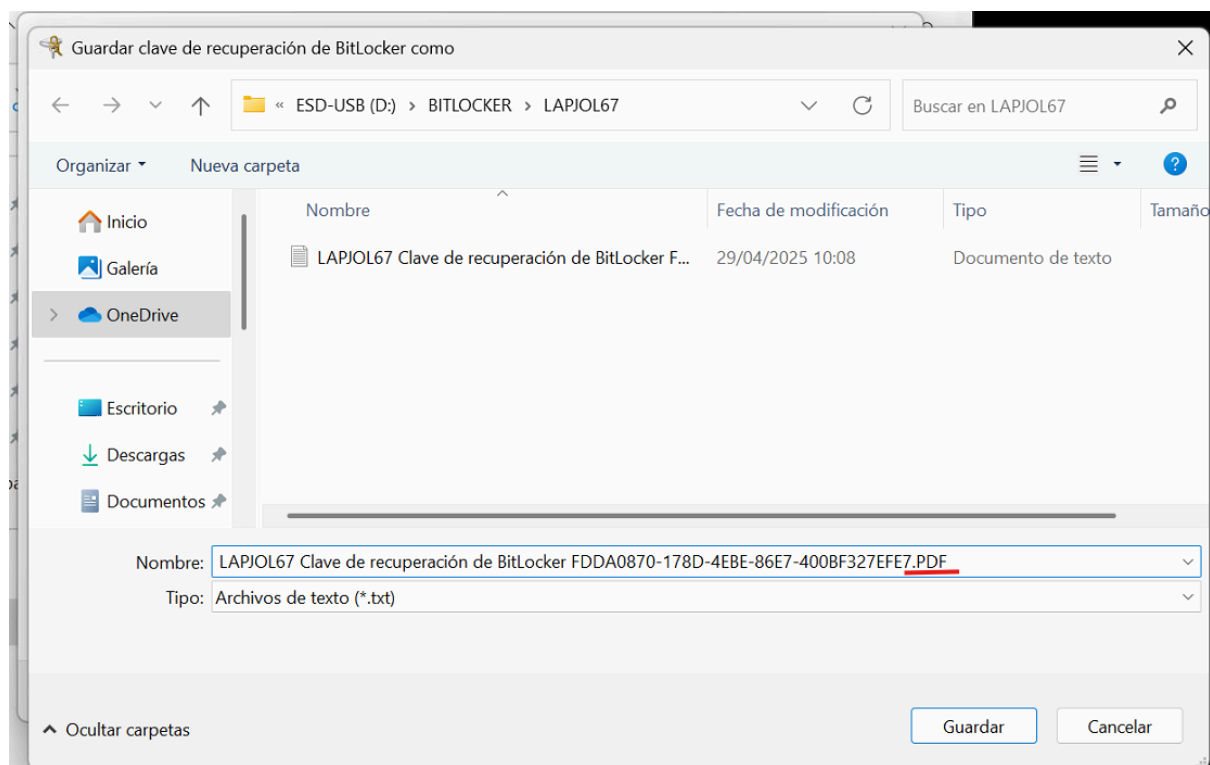 Guardar clave de recuperación de BitLocker como
« ESD-USB (D:) > BITLOCKER > LAPJOL67
Buscar en LAPJOL67
Organizar
Nueva carpeta
Inicio
Galería
OneDrive
Escritorio
Descargas
Documentos
Nombre Fecha de modificación Tipo Tamaño
LAPJOL67 Clave de recuperación de BitLocker F... 29/04/2025 10:08 Documento de texto
Nombre: LAPJOL67 Clave de recuperación de BitLocker FDDA0870-178D-4EBE-86E7-400BF327EFE7.PDF
Tipo: Archivos de texto (*.txt)
Ocultar carpetas
Guardar
Cancelar